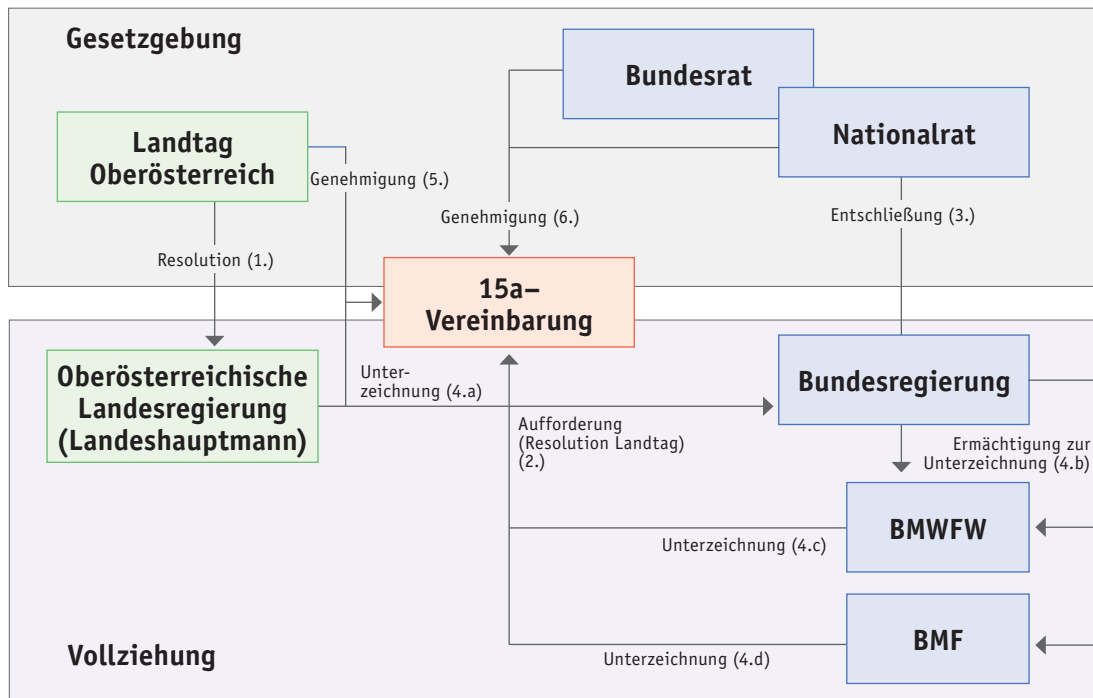 Gesetzgebung
Bundesrat
Nationalrat
Landtag
Oberösterreich
Genehmigung (5.)
Genehmigung (6.)
Entschließung (3.)
Resolution (1.)
15a–
Vereinbarung
Oberösterreichische
Landesregierung
(Landeshauptmann)
Unter-
zeichnung (4.a)
Bundesregierung
Aufforderung
(Resolution Landtag)
(2.)
Ermächtigung zur
Unterzeichnung (4.b)
BMWFW
Unterzeichnung (4.c)
BMF
Unterzeichnung (4.d)
Vollziehung